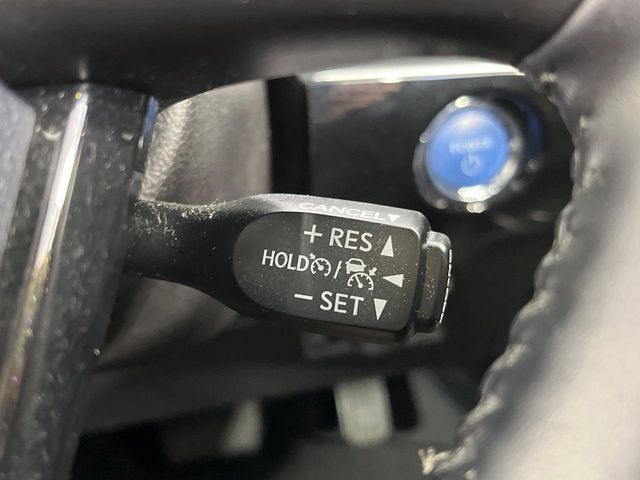 CANCEL▼
+ RES ▲
HOLD / ◀
− SET ▼
POWER